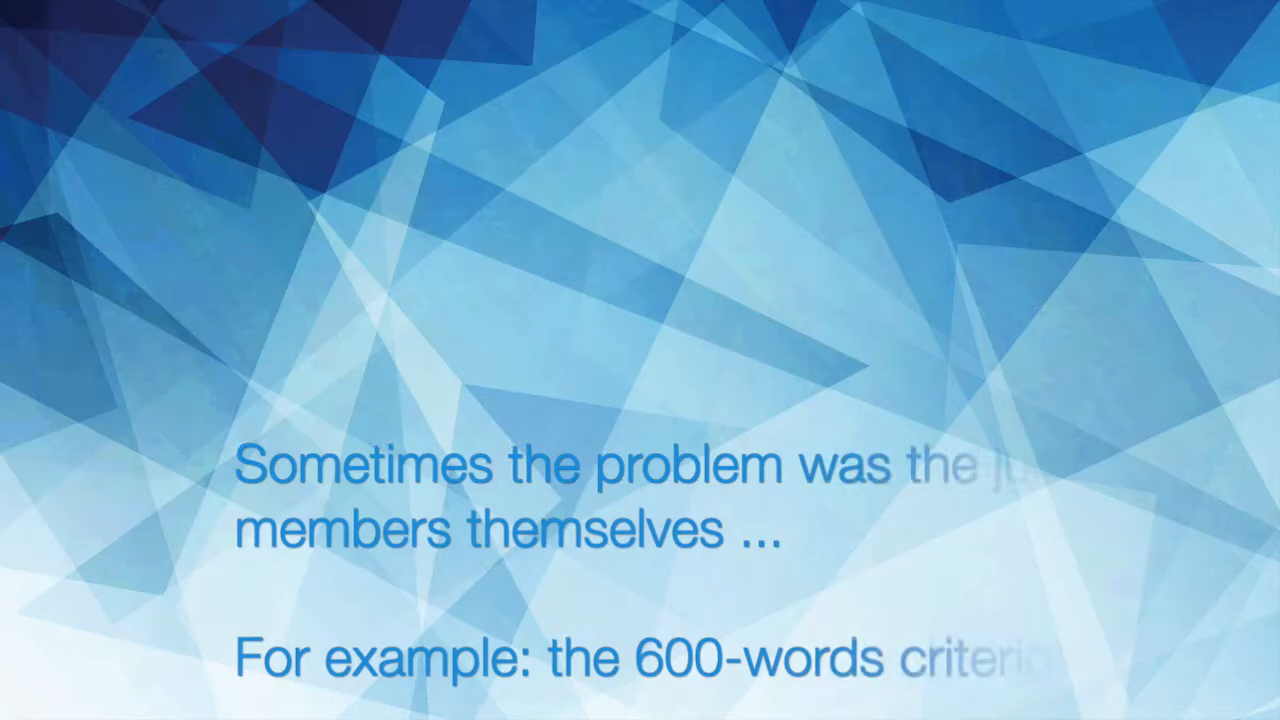 Sometimes the problem was the
members themselves ...
For example: the 600-words